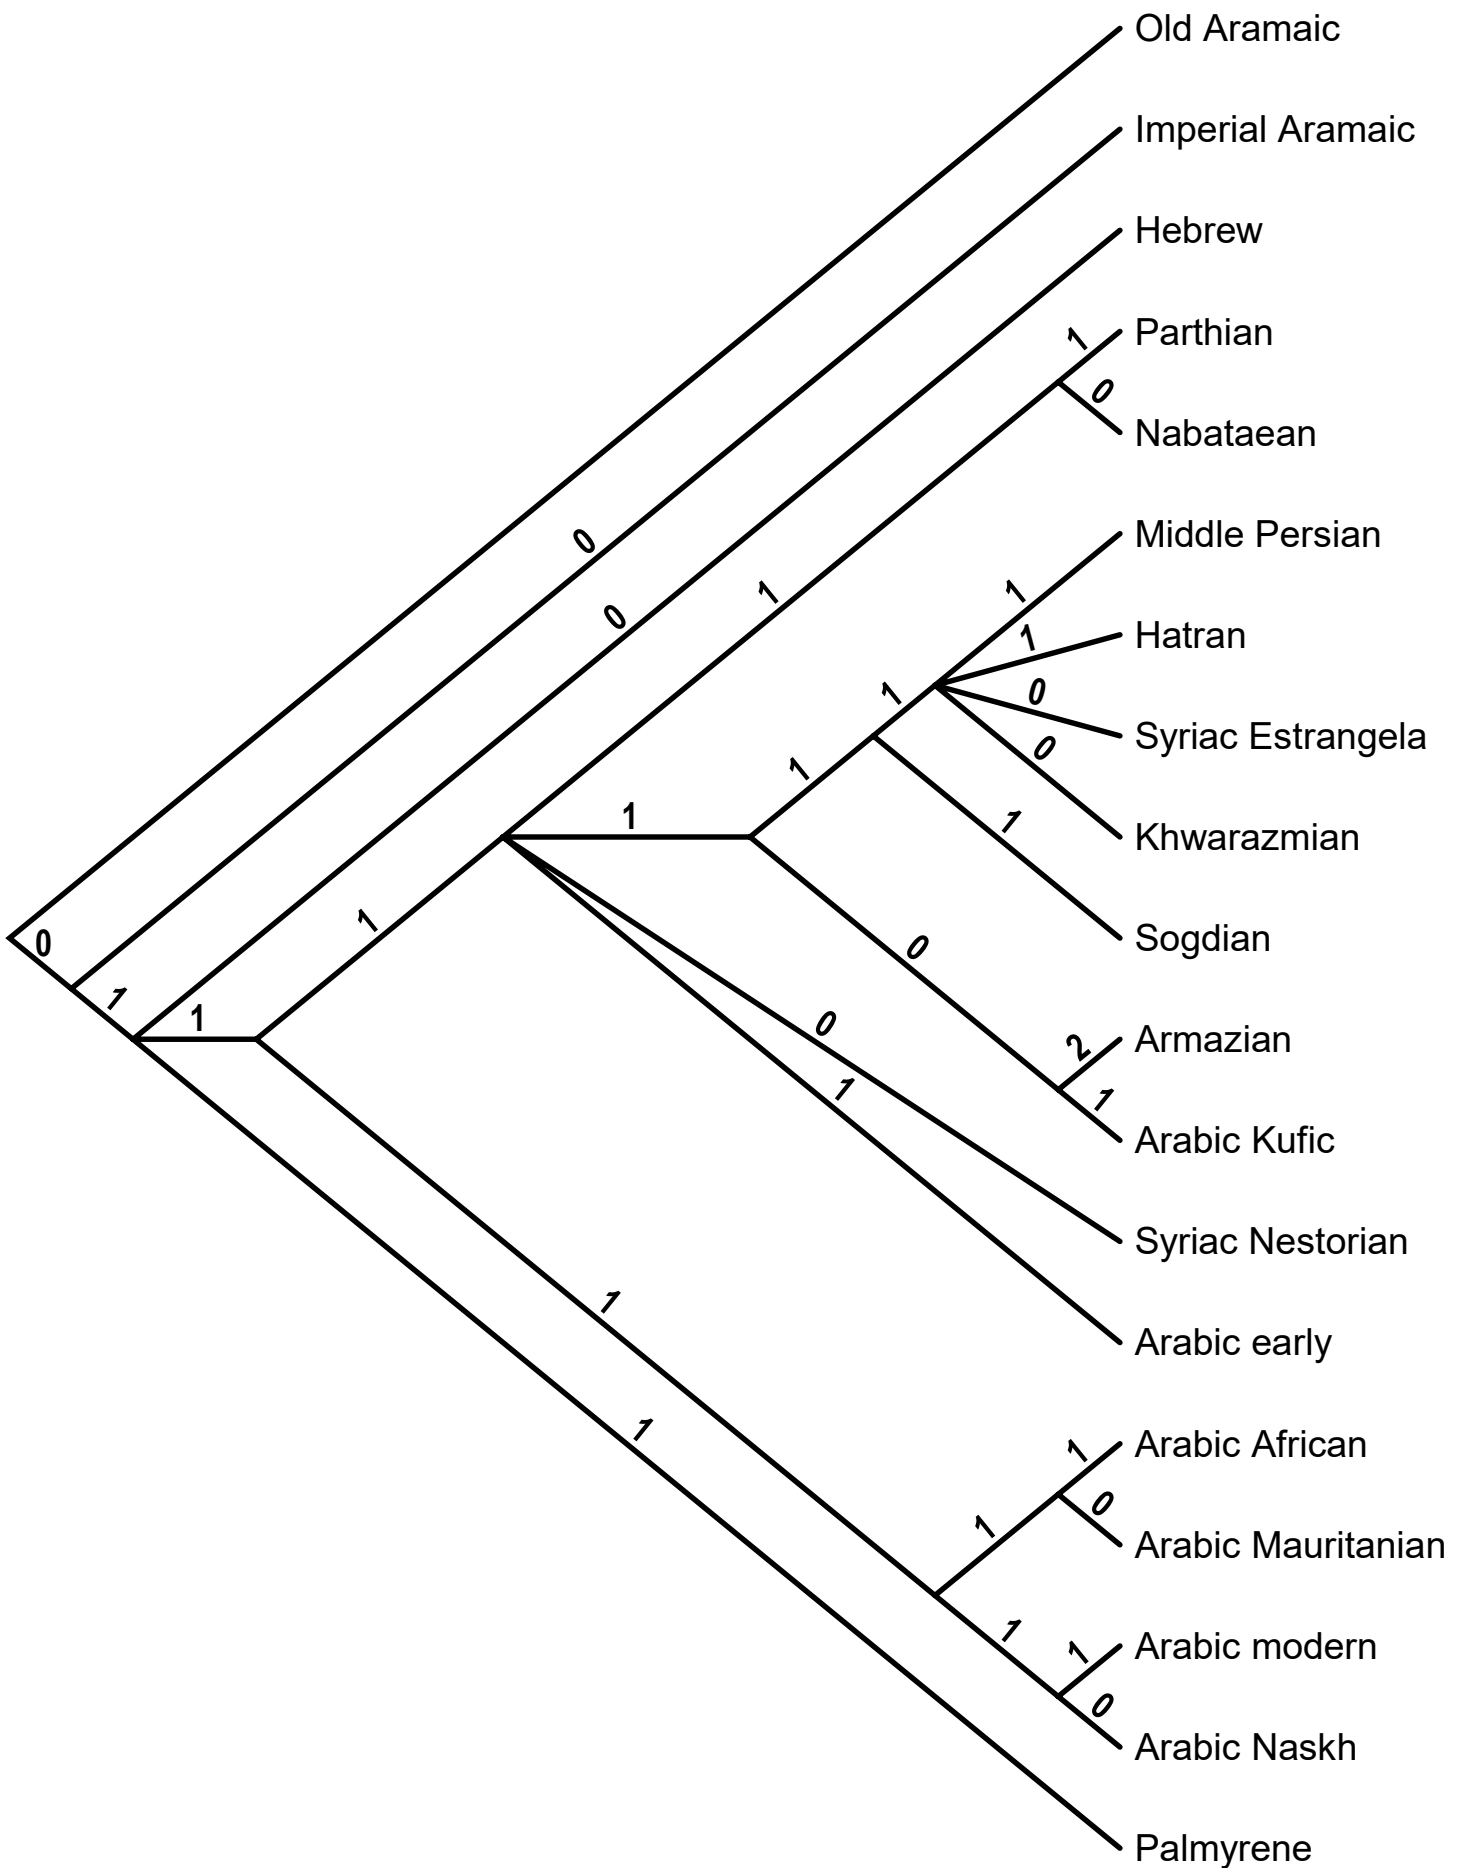 Old Aramaic
Imperial Aramaic
Hebrew
1 Parthian
0
Nabataean
Middle Persian
0
1
1
0
1
Hatran
1
0
Syriac Estrangela
0
1
Khwarazmian
1
1
1
Sogdian
0
0
1
1
0
2 Armazian
1
Arabic Kufic
0
1
Syriac Nestorian
1
Arabic early
1
1 Arabic African
0
1
Arabic Mauritanian
1
1 Arabic modern
0
Arabic Naskh
Palmyrene